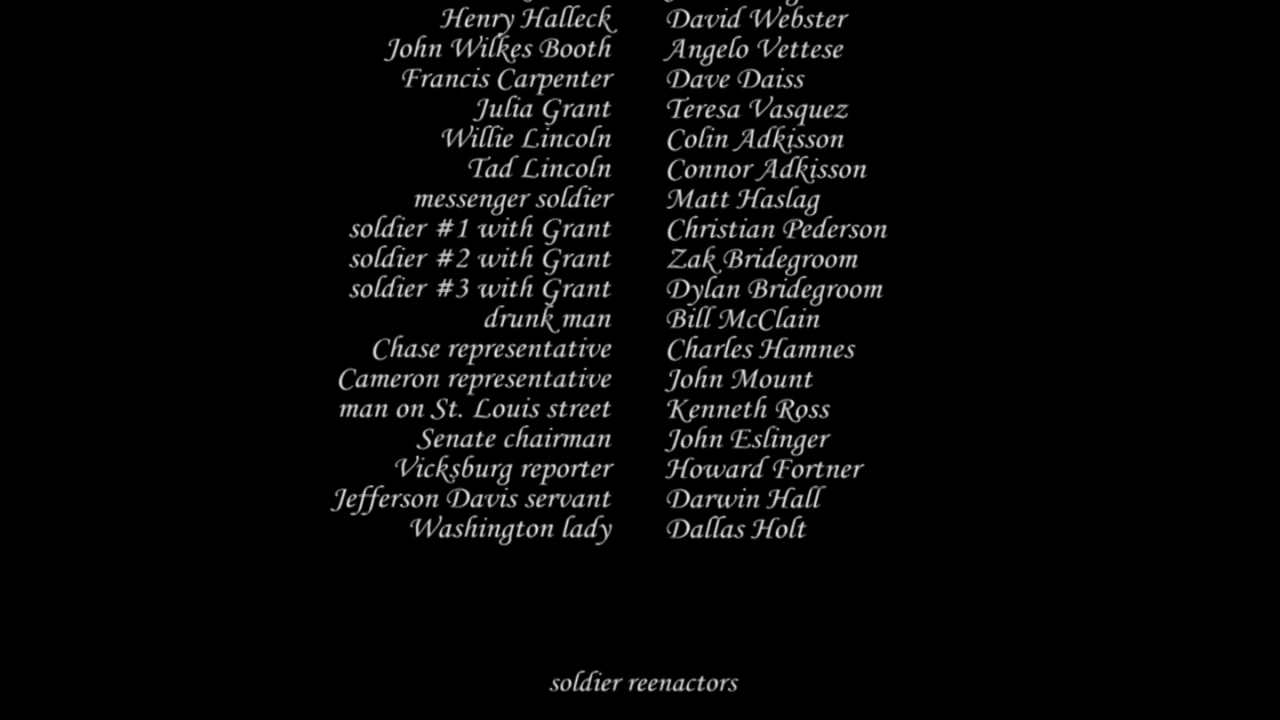 Henry Halleck David Webster
John Wilkes Booth Angelo Vettese
Francis Carpenter Dave Daiss
Julia Grant Teresa Vasquez
Willie Lincoln Colin Adkisson
Tad Lincoln Connor Adkisson
messenger soldier Matt Haslag
soldier #1 with Grant Christian Pederson
soldier #2 with Grant Zak Bridegroom
soldier #3 with Grant Dylan Bridegroom
drunk man Bill McClain
Chase representative Charles Hamnes
Cameron representative John Mount
man on St. Louis street Kenneth Ross
Senate chairman John Eslinger
Vicksburg reporter Howard Fortner
Jefferson Davis servant Darwin Hall
Washington lady Dallas Holt
soldier reenactors